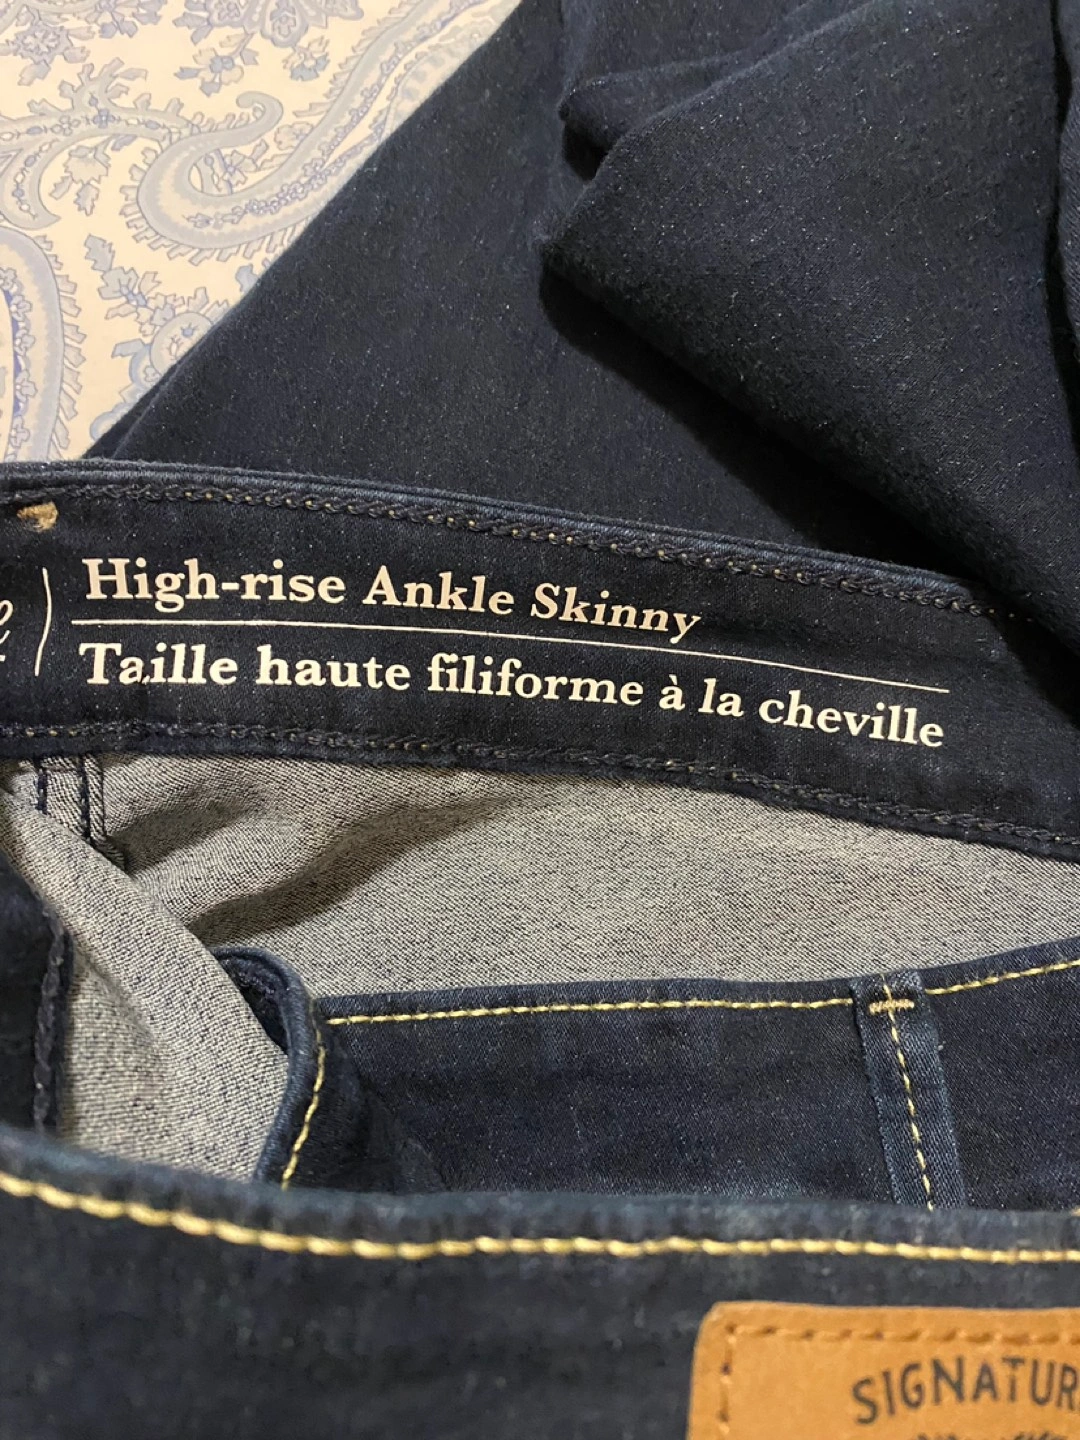 High-rise Ankle Skinny
Taille haute filiforme à la cheville